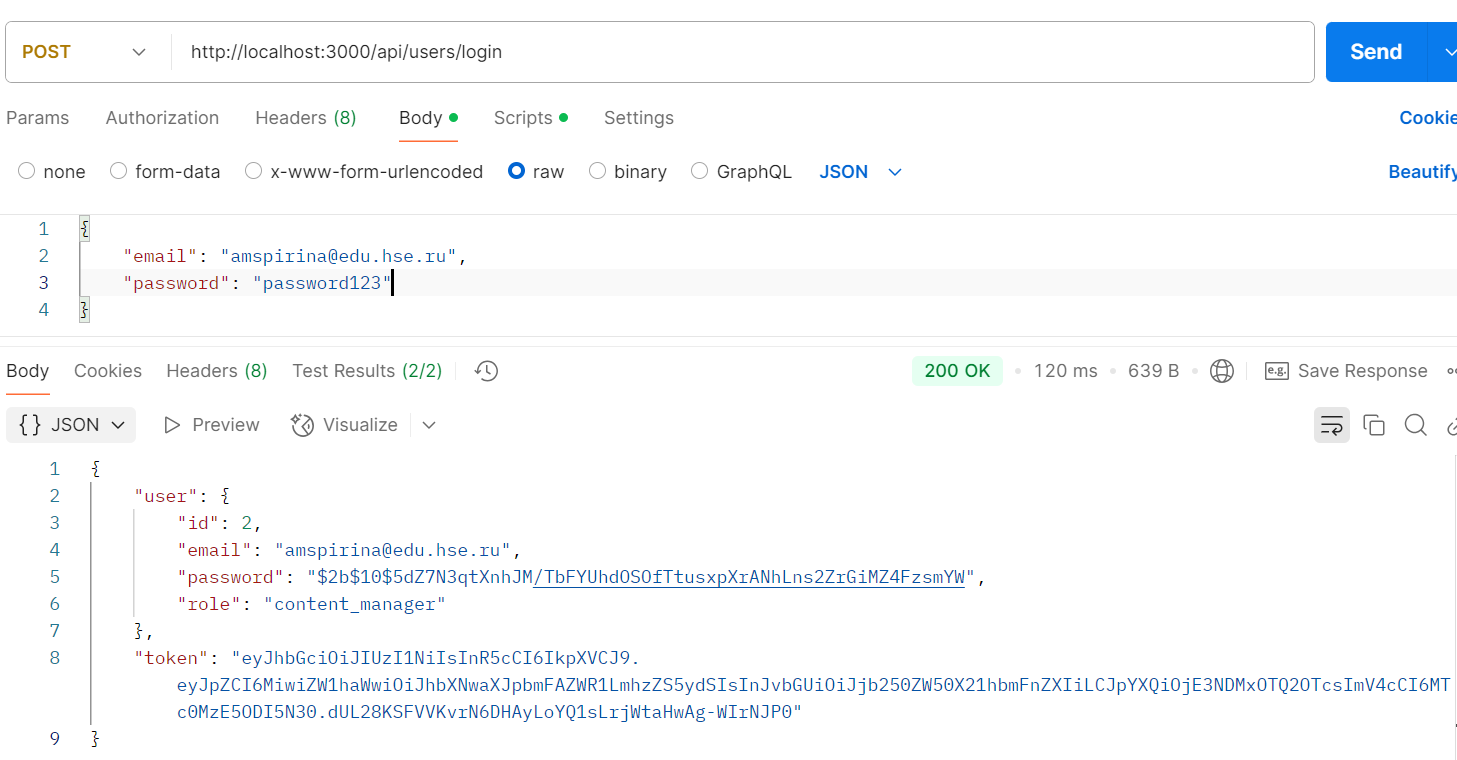 POST http://localhost:3000/api/users/login Send
Params Authorization Headers (8) Body Scripts Settings Cookie
none form-data x-www-form-urlencoded raw binary GraphQL JSON Beautify
1 {
2 "email": "amspirina@edu.hse.ru",
3 "password": "password123"
4 }
Body Cookies Headers (8) Test Results (2/2) 200 OK 120 ms 639 B e.g. Save Response
{} JSON Preview Visualize
1 {
2 "user": {
3 "id": 2,
4 "email": "amspirina@edu.hse.ru",
5 "password": "$2b$10$5dZ7N3qtXnhJM/TbFYUhdOSOfTtusxpXrANhLns2ZrGiMZ4FzsmYW",
6 "role": "content_manager"
7 },
8 "token": "eyJhbGciOiJIUzI1NiIsInR5cCI6IkpXVCJ9.
eyJpZCI6MiwiZW1haWwiOiJhbXNwaXJpbmFAZWR1LmhzZS5ydSIsInJvbGUiOiJjb250ZW50X21hbmFnZXIiLCJpYXQiOjE3NDMxOTQ2OTcsImV4cCI6MT
c0MzE5ODI5N30.dUL28KSFVVKvrN6DHAyLoYQ1sLrjWtaHwAg-WIrNJP0"
9 }